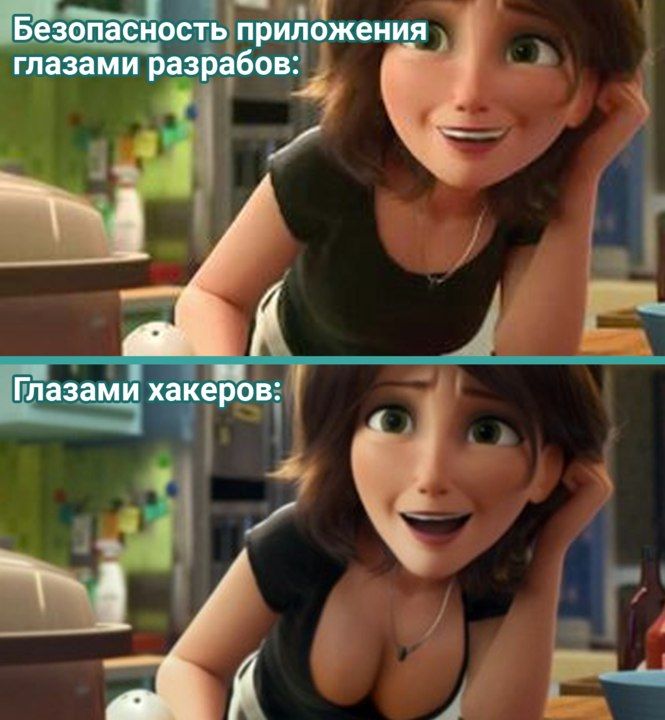 Безопасность приложения
глазами разрабов:
Глазами хакеров: